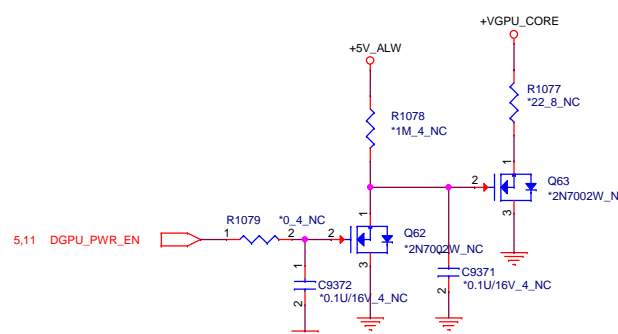 +VGPU_CORE
+5V_ALW
R1077
*22_8_NC
R1078
*1M_4_NC
1
2
3
Q63
*2N7002W_N
R1079
*0_4_NC
5,11 DGPU_PWR_EN
1
2
2
1
3
Q62
*2N7002W_NC
1
2
C9372
*0.1U/16V_4_NC
1
2
C9371
*0.1U/16V_4_NC